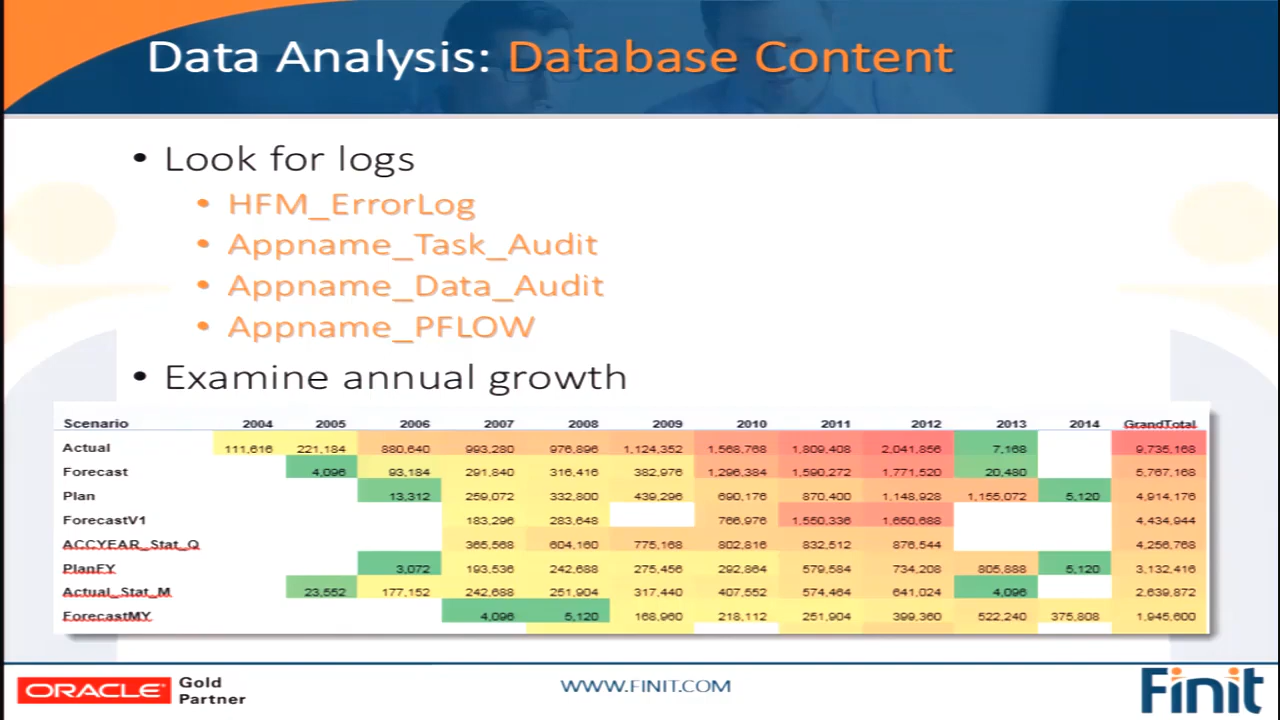 Data Analysis: Database Content
• Look for logs
• HFM_ErrorLog
• Appname_Task_Audit
• Appname_Data_Audit
• Appname_PFLOW
• Examine annual growth
Scenario 2004 2005 2006 2007 2008 2009 2010 2011 2012 2013 2014 GrandTotal
Actual 111,616 221,184 880,640 993,280 976,896 1,124,352 1,568,768 1,809,408 2,041,856 7,168 9,735,168
Forecast 4,096 93,184 291,840 316,416 382,976 1,296,384 1,590,272 1,771,520 20,480 5,767,168
Plan 13,312 259,072 332,800 439,296 690,176 870,400 1,148,928 1,155,072 5,120 4,914,176
ForecastV1 183,296 283,648 766,976 1,550,336 1,650,688 4,434,944
ACCYEAR_Stat_Q 365,568 604,160 775,168 802,816 832,512 876,544 4,256,768
PlanFY 3,072 193,536 242,688 275,456 292,864 579,584 734,208 805,888 5,120 3,132,416
Actual_Stat_M 23,552 177,152 242,688 251,904 317,440 407,552 574,464 641,024 4,096 2,639,872
ForecastMY 4,096 5,120 168,960 218,112 251,904 399,360 522,240 375,808 1,945,600
ORACLE Gold Partner
WWW.FINIT.COM
Finit